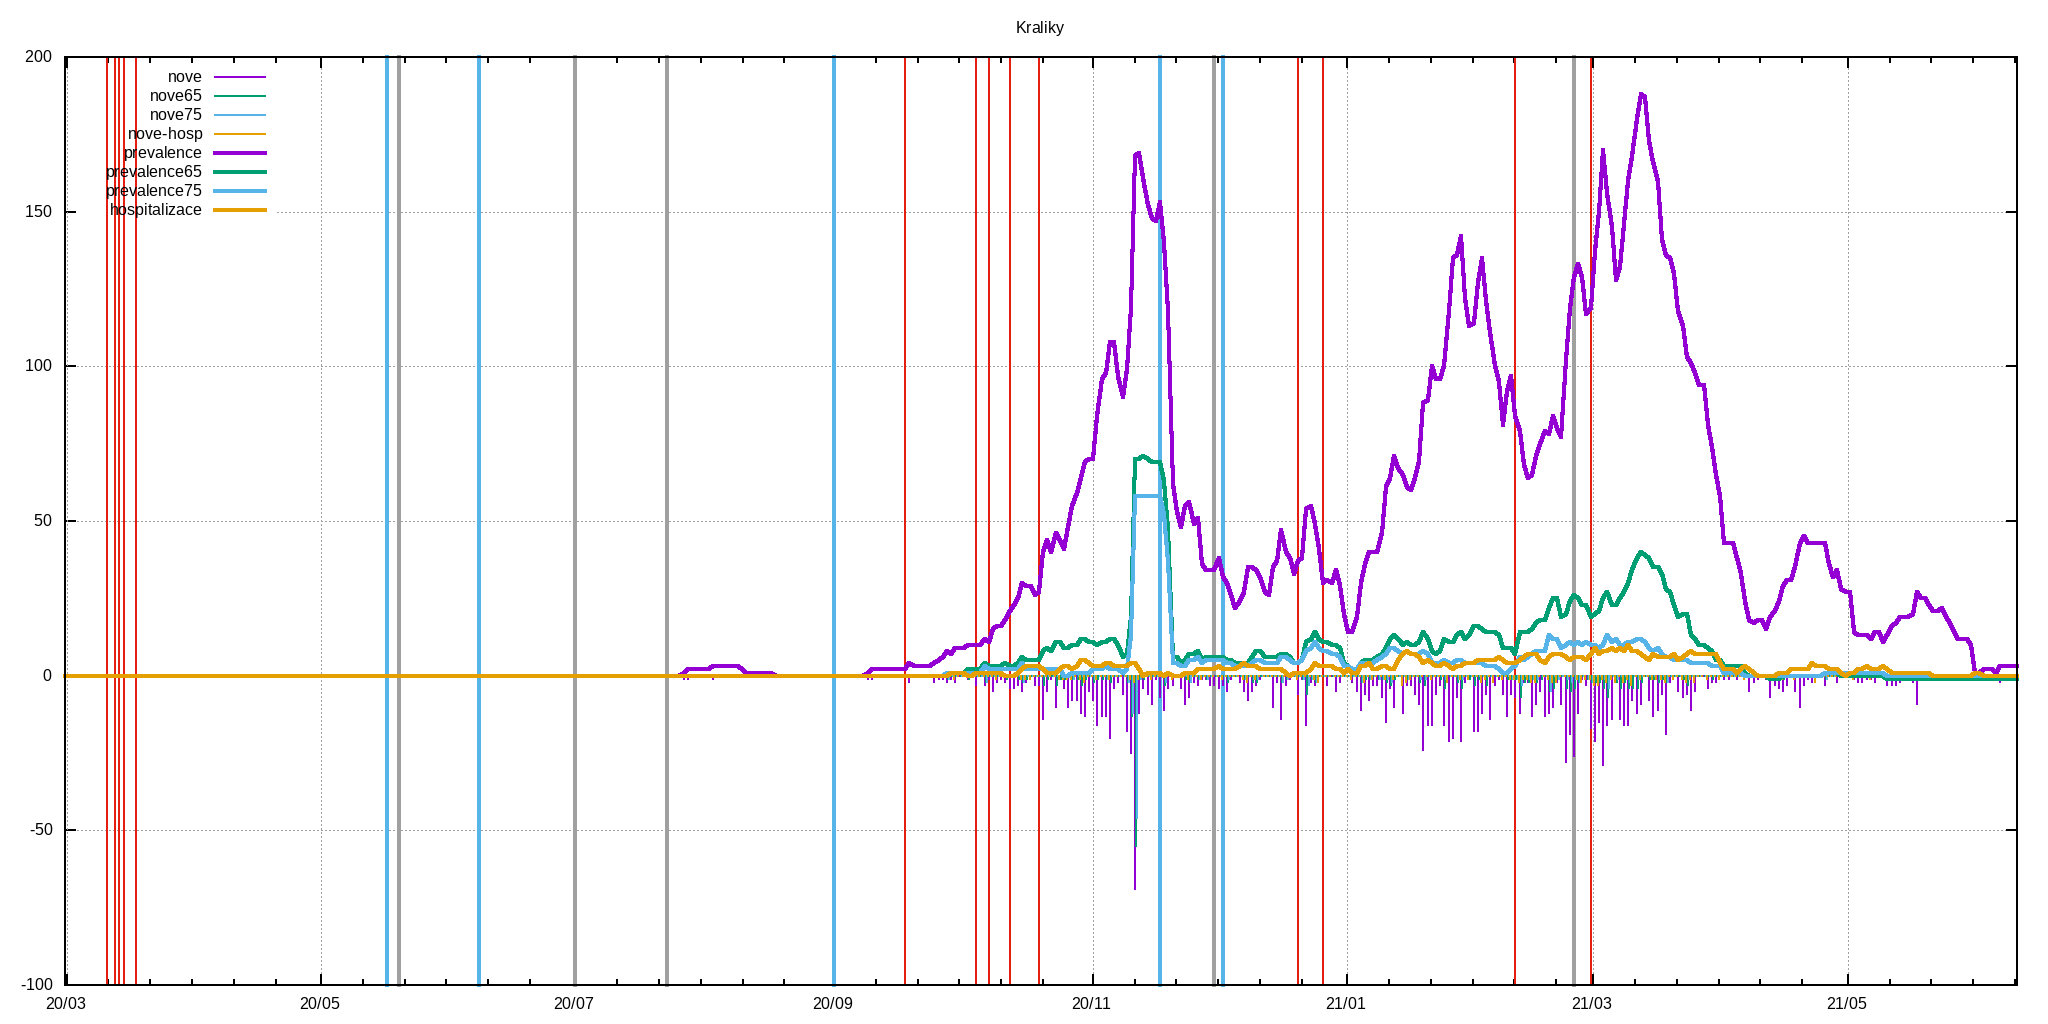 Kraliky
200
150
100
50
0
-50
-100
nove
nove65
nove75
nove-hosp
prevalence
prevalence65
prevalence75
hospitalizace
20/03 20/05 20/07 20/09 20/11 21/01 21/03 21/05